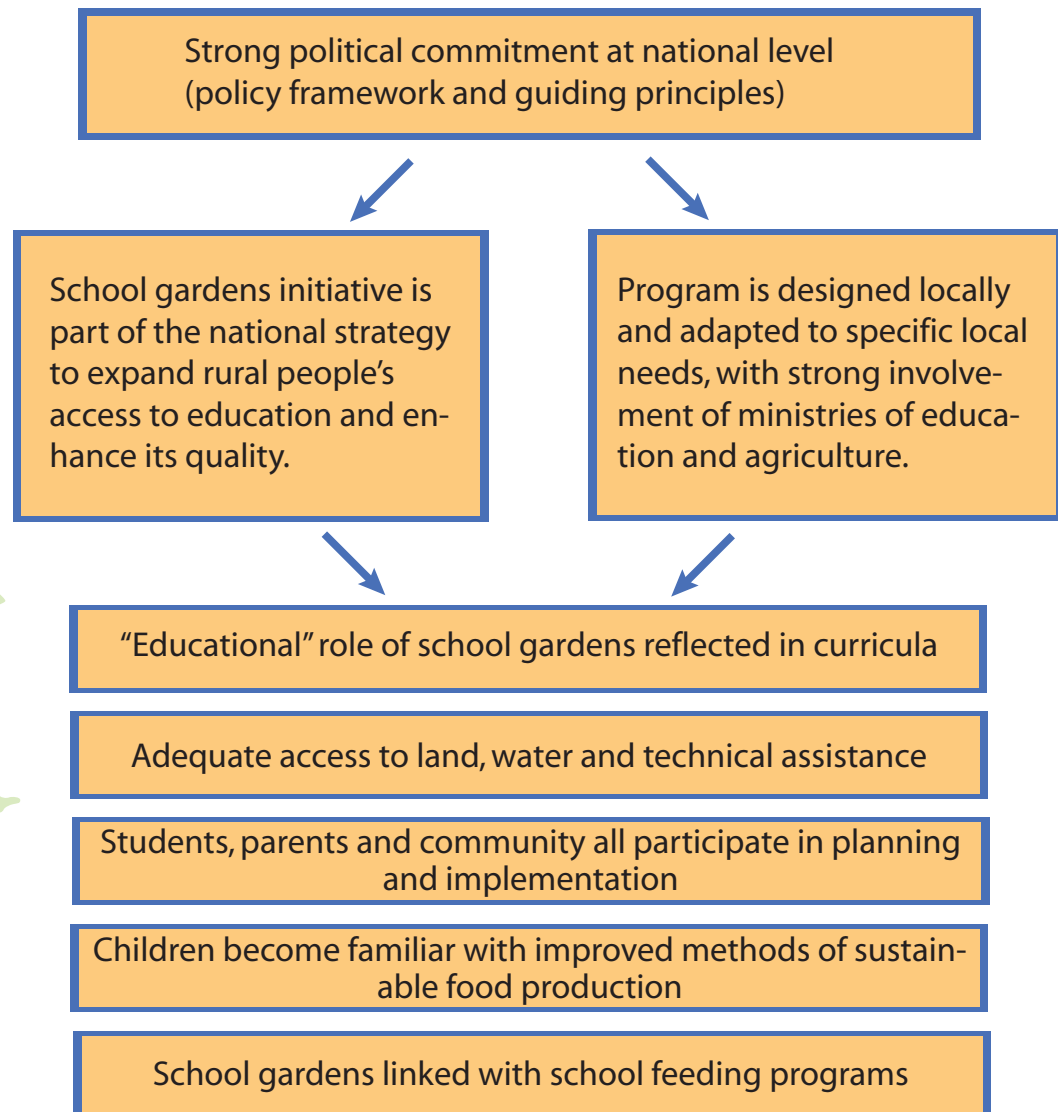 Strong political commitment at national level
(policy framework and guiding principles)
School gardens initiative is
part of the national strategy
to expand rural people’s
access to education and en-
hance its quality.
Program is designed locally
and adapted to specific local
needs, with strong involve-
ment of ministries of educa-
tion and agriculture.
“Educational” role of school gardens reflected in curricula
Adequate access to land, water and technical assistance
Students, parents and community all participate in planning
and implementation
Children become familiar with improved methods of sustain-
able food production
School gardens linked with school feeding programs